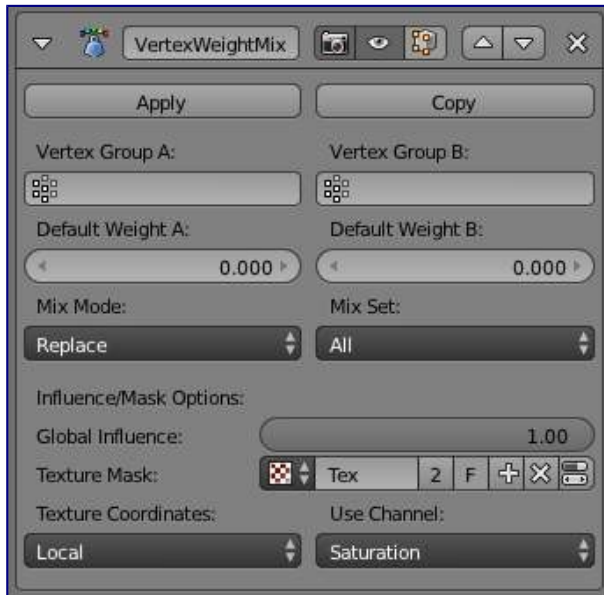 VertexWeightMix
Apply Copy
Vertex Group A: Vertex Group B:
Default Weight A: Default Weight B:
0.000 0.000
Mix Mode: Mix Set:
Replace All
Influence/Mask Options:
Global Influence: 1.00
Texture Mask: Tex 2 F
Texture Coordinates: Use Channel:
Local Saturation